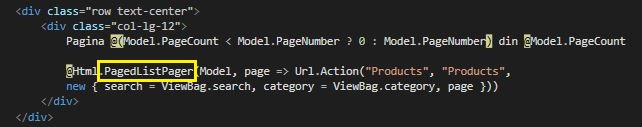 <div class="row text-center">
<div class="col-lg-12">
Pagina @(Model.PageCount < Model.PageNumber ? 0 : Model.PageNumber) din @Model.PageCount
@Html.PagedListPager(Model, page => Url.Action("Products", "Products",
new { search = ViewBag.search, category = ViewBag.category, page }))
</div>
</div>